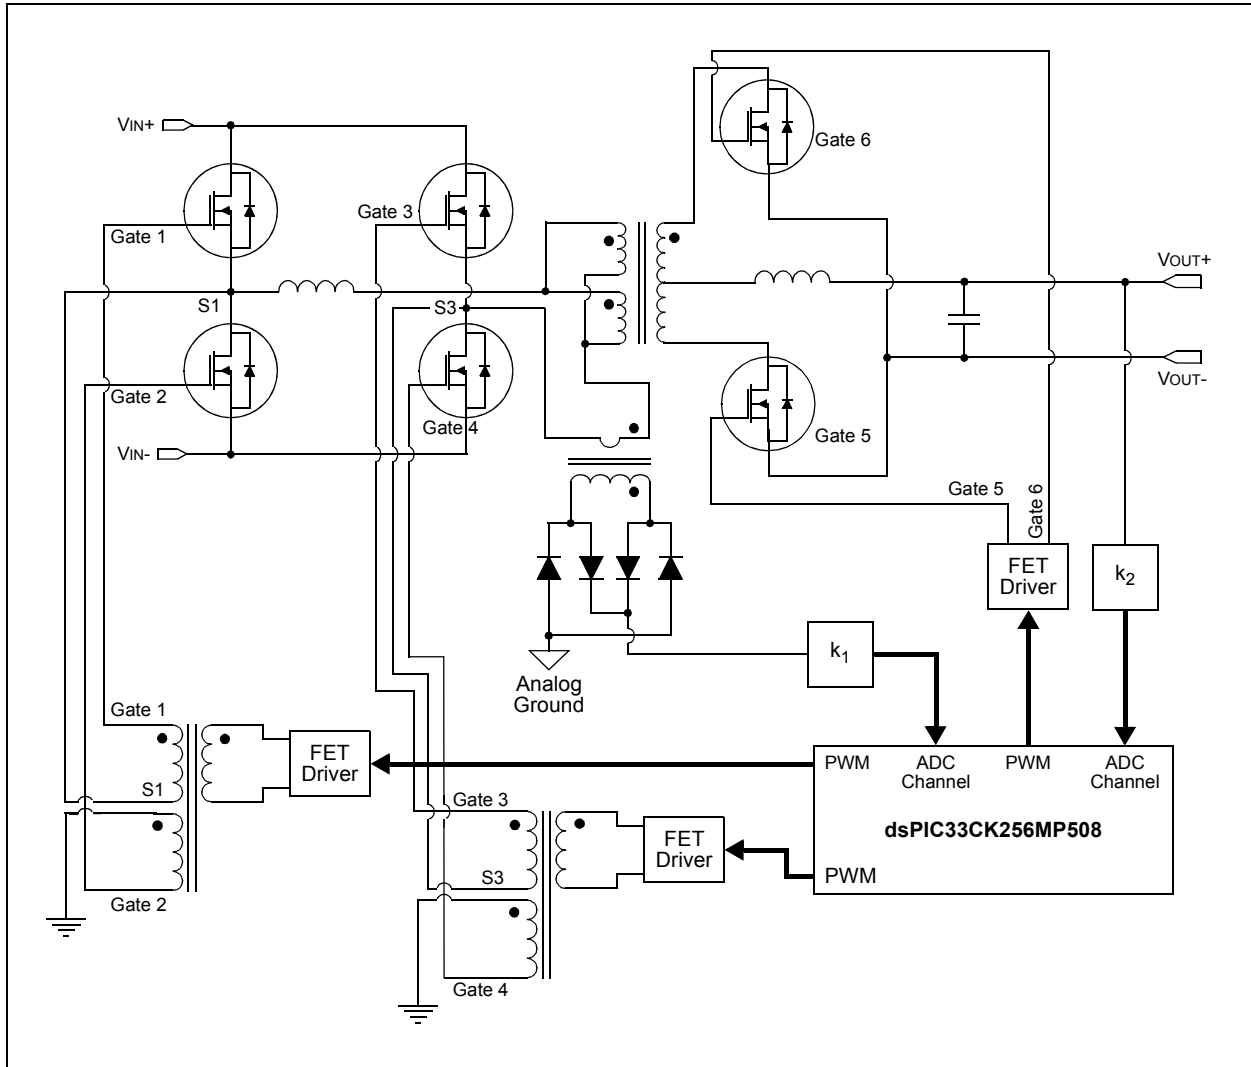 VIN+
Gate 1
Gate 3
Gate 6
S1
S3
VOUT+
VOUT-
Gate 2
Gate 4
Gate 5
VIN-
Gate 5
Gate 6
FET
Driver
k2
k1
Analog
Ground
Gate 1
S1
Gate 2
FET
Driver
Gate 3
S3
Gate 4
FET
Driver
PWM
ADC
Channel
PWM
ADC
Channel
dsPIC33CK256MP508
PWM